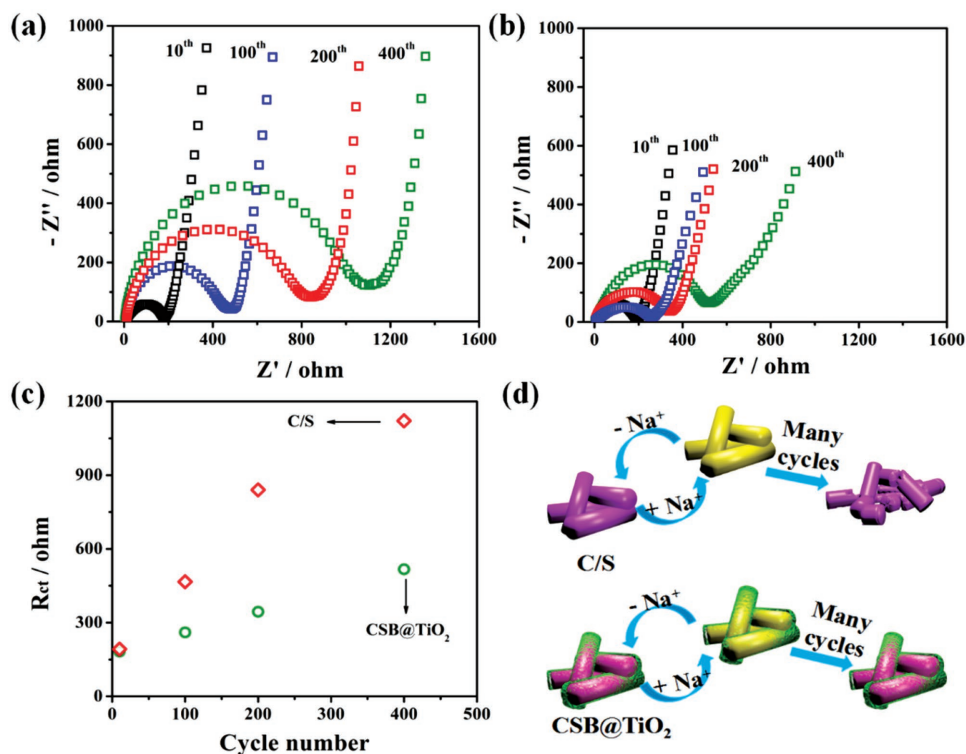 (a)
1000
800
600
400
200
0
- Z'' / ohm
10th
100th
200th
400th
0 400 800 1200 1600
Z' / ohm
(b)
1000
800
600
400
200
0
- Z'' / ohm
10th
100th
200th
400th
0 400 800 1200 1600
Z' / ohm
(c)
1200
900
600
300
0
Rct / ohm
C/S
CSB@TiO2
0 100 200 300 400 500
Cycle number
(d)
- Na+
+ Na+
Many
cycles
C/S
- Na+
+ Na+
Many
cycles
CSB@TiO2